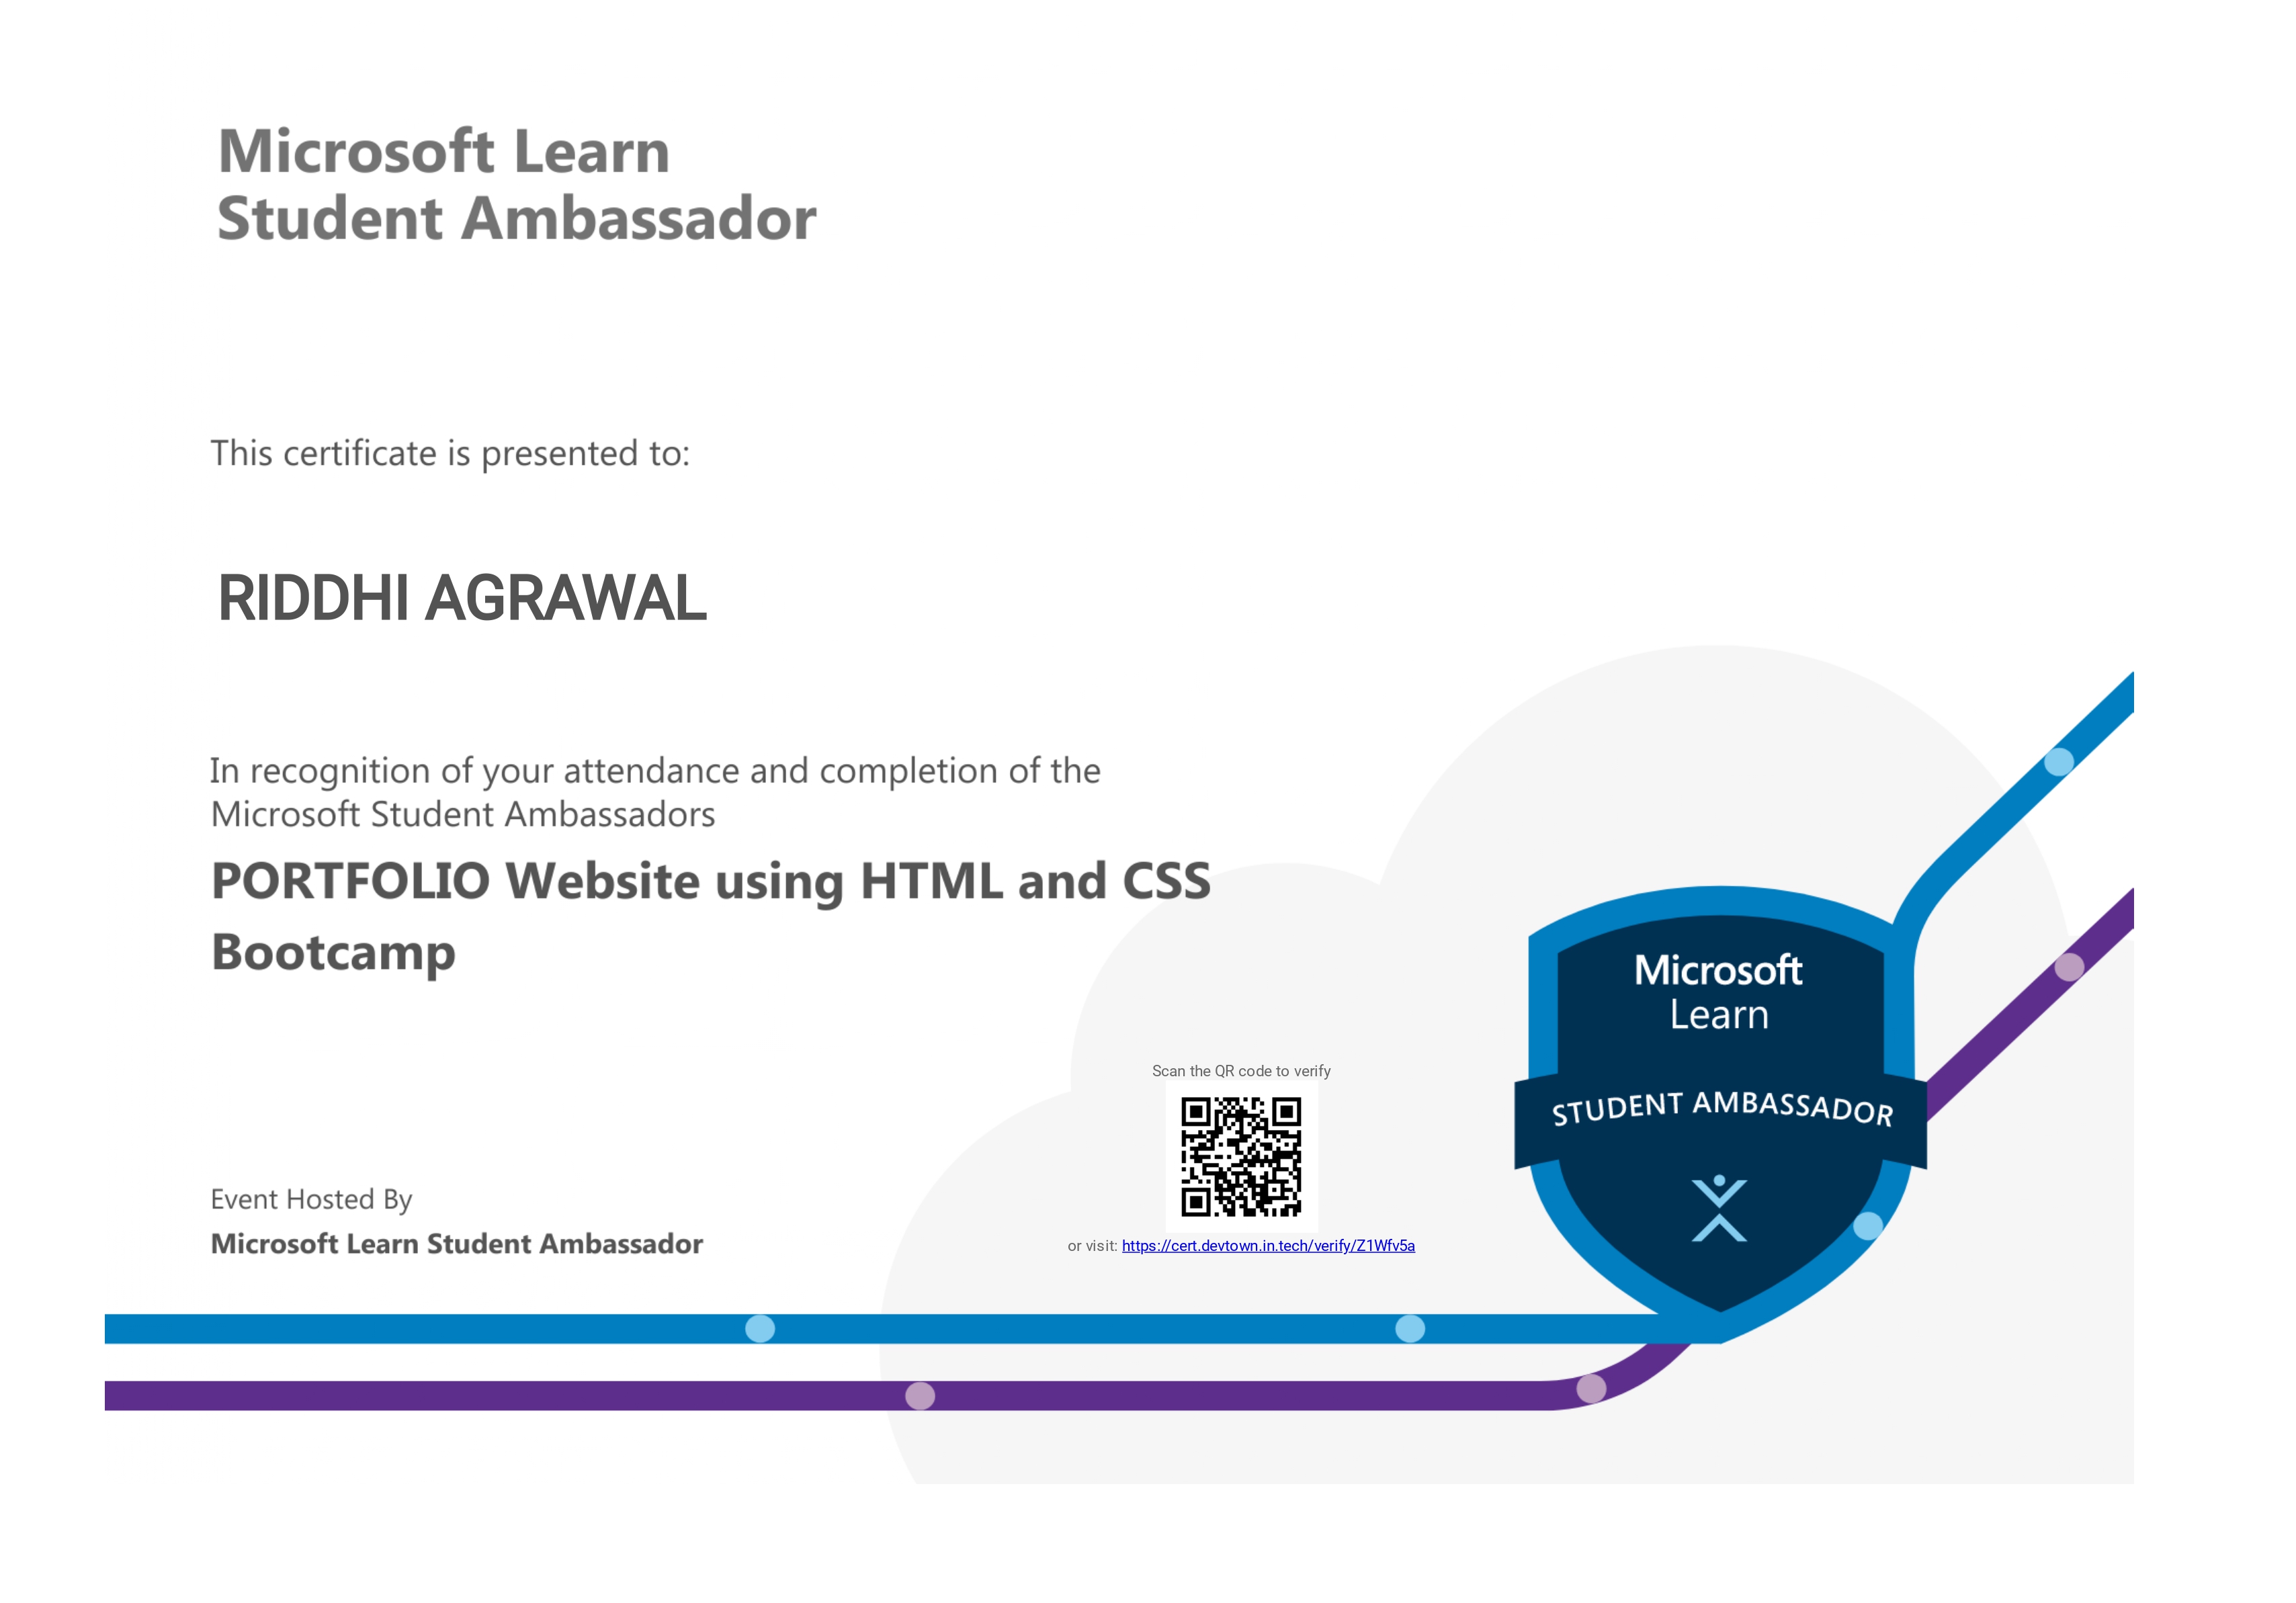 Microsoft Learn
Student Ambassador
This certificate is presented to:
RIDDHI AGRAWAL
In recognition of your attendance and completion of the
Microsoft Student Ambassadors
PORTFOLIO Website using HTML and CSS
Bootcamp
Scan the QR code to verify
or visit: https://cert.devtown.in.tech/verify/Z1Wfv5a
Event Hosted By
Microsoft Learn Student Ambassador
Microsoft
Learn
STUDENT AMBASSADOR